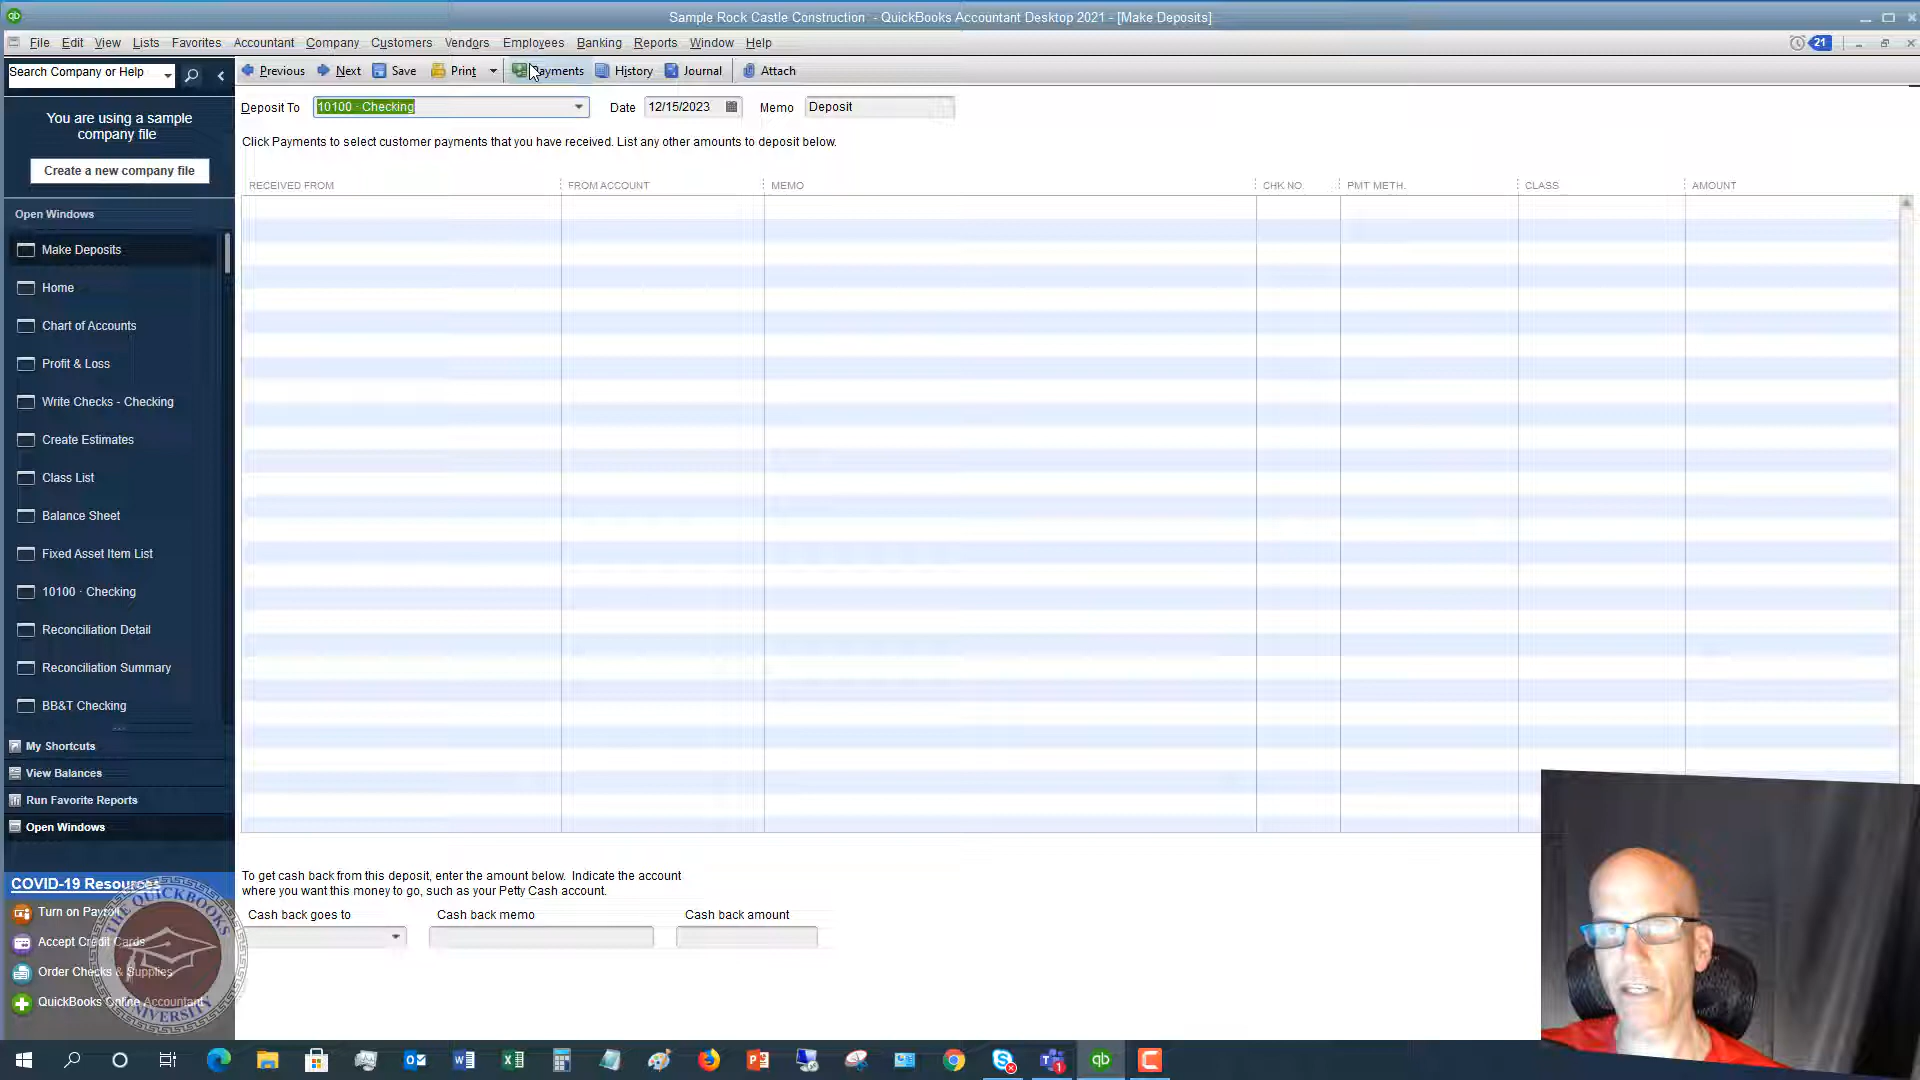 Sample Rock Castle Construction - QuickBooks Accountant Desktop 2021 - [Make Deposits]
File Edit View Lists Favorites Accountant Company Customers Vendors Employees Banking Reports Window Help
21
Search Company or Help
Previous Next Save Print Payments History Journal Attach
Deposit To 10100 · Checking Date 12/15/2023 Memo Deposit
You are using a sample
company file
Click Payments to select customer payments that you have received. List any other amounts to deposit below.
Create a new company file
RECEIVED FROM FROM ACCOUNT MEMO CHK NO. PMT METH. CLASS AMOUNT
Open Windows
Make Deposits
Home
Chart of Accounts
Profit & Loss
Write Checks - Checking
Create Estimates
Class List
Balance Sheet
Fixed Asset Item List
10100 · Checking
Reconciliation Detail
Reconciliation Summary
BB&T Checking
My Shortcuts
View Balances
Run Favorite Reports
Open Windows
To get cash back from this deposit, enter the amount below. Indicate the account
where you want this money to go, such as your Petty Cash account.
Cash back goes to Cash back memo Cash back amount
COVID-19 Resources
Turn on Payroll
Accept Credit Cards
Order Checks & Supplies
QuickBooks Online Accountant
THE QUICKBOOKS
UNIVERSITY
qb